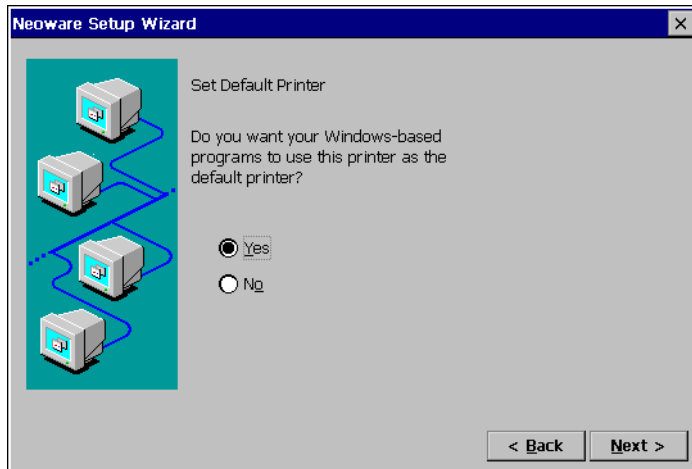 Neoware Setup Wizard
Set Default Printer
Do you want your Windows-based
programs to use this printer as the
default printer?
Yes
No
< Back Next >